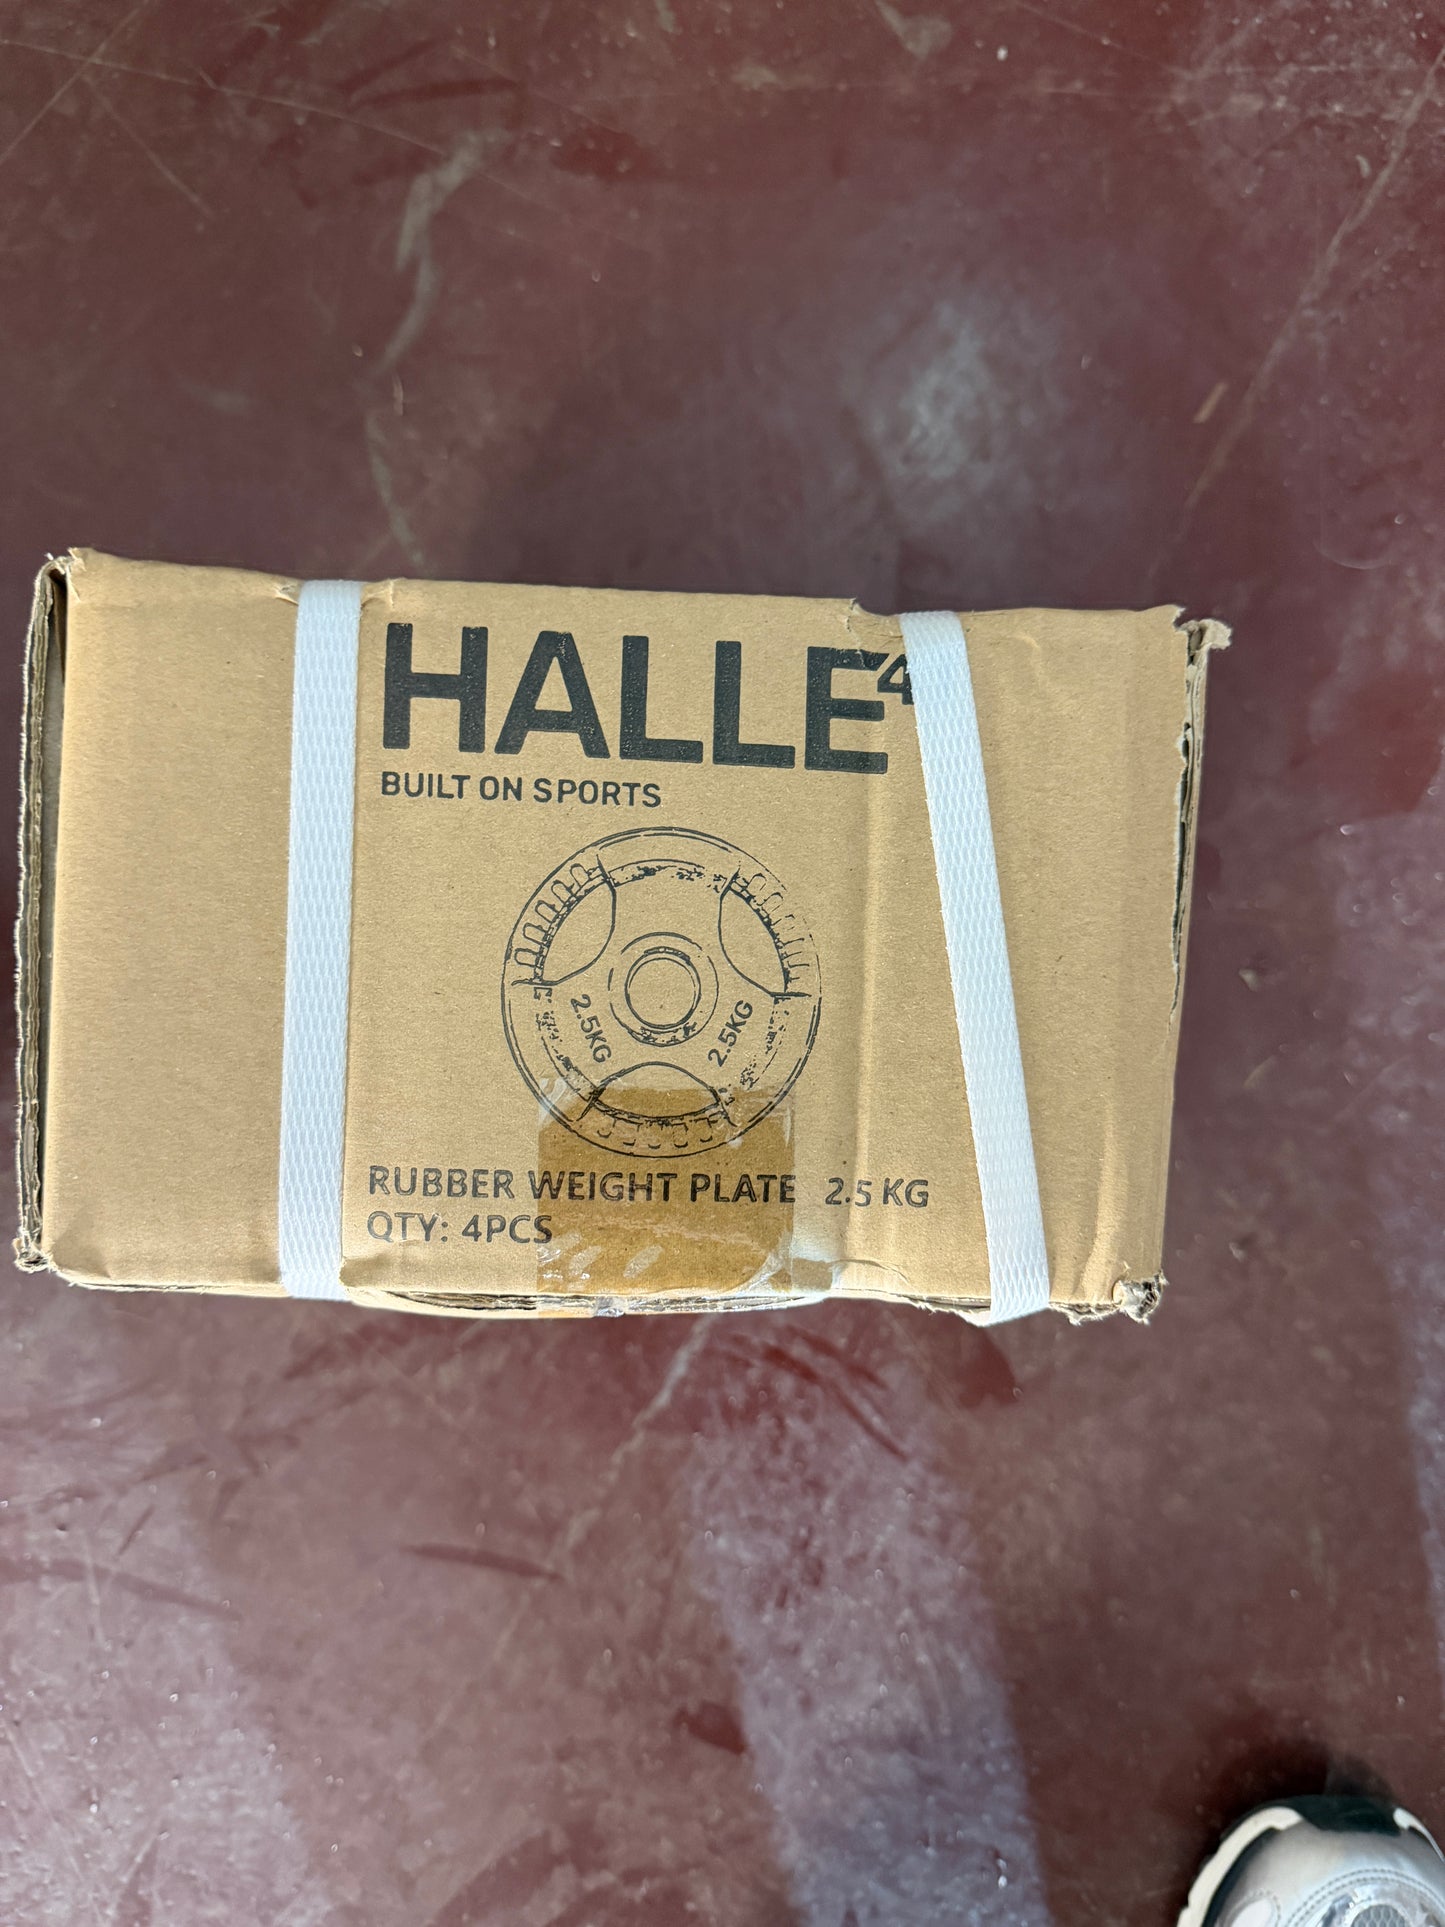 HALLE⁴
BUILT ON SPORTS
2.5KG 2.5KG
RUBBER WEIGHT PLATE 2.5 KG
QTY: 4PCS